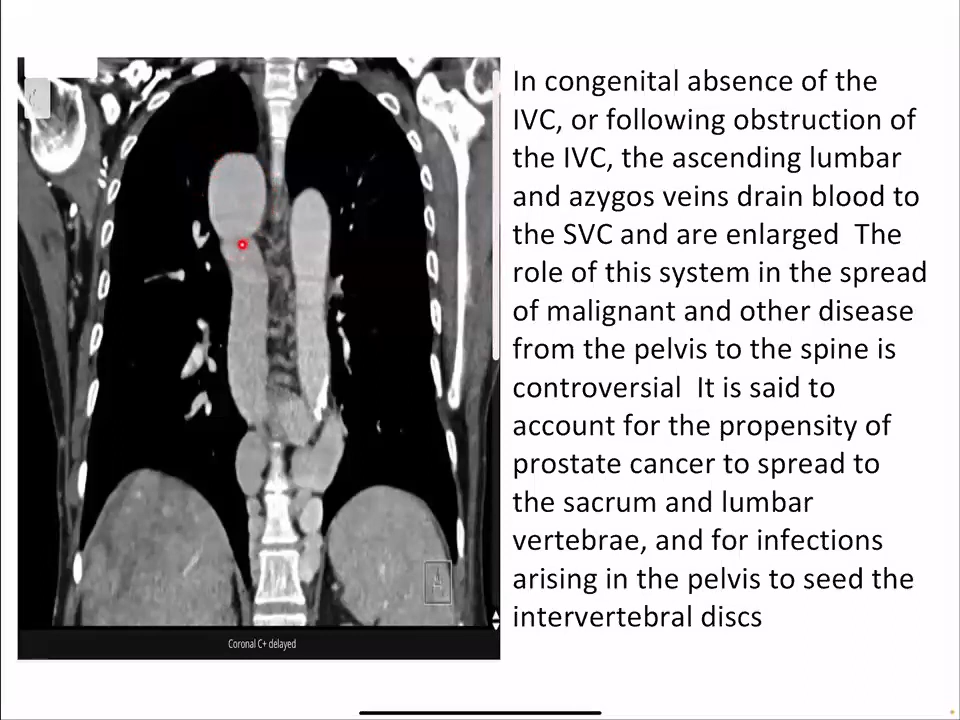 In congenital absence of the
IVC, or following obstruction of
the IVC, the ascending lumbar
and azygos veins drain blood to
the SVC and are enlarged  The
role of this system in the spread
of malignant and other disease
from the pelvis to the spine is
controversial  It is said to
account for the propensity of
prostate cancer to spread to
the sacrum and lumbar
vertebrae, and for infections
arising in the pelvis to seed the
intervertebral discs
A
Coronal C+ delayed